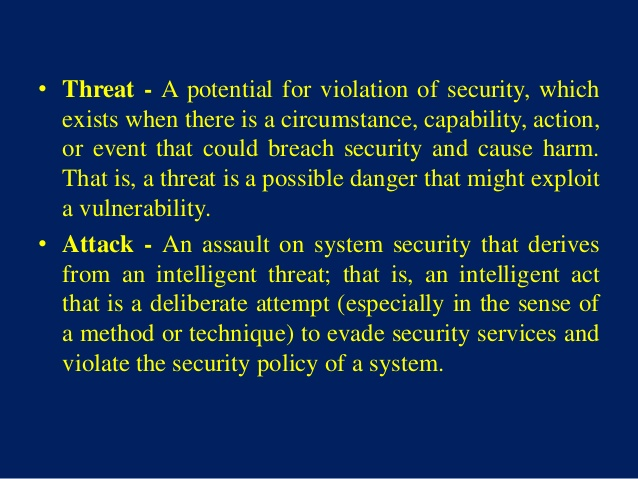 • Threat - A potential for violation of security, which
exists when there is a circumstance, capability, action,
or event that could breach security and cause harm.
That is, a threat is a possible danger that might exploit
a vulnerability.
• Attack - An assault on system security that derives
from an intelligent threat; that is, an intelligent act
that is a deliberate attempt (especially in the sense of
a method or technique) to evade security services and
violate the security policy of a system.